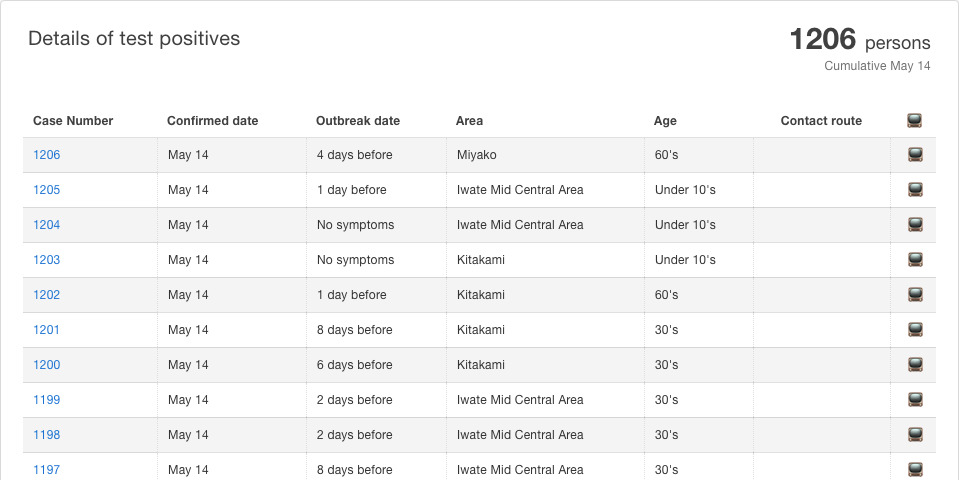 Details of test positives
1206 persons
Cumulative May 14
Case Number Confirmed date Outbreak date Area Age Contact route
1206 May 14 4 days before Miyako 60's
1205 May 14 1 day before Iwate Mid Central Area Under 10's
1204 May 14 No symptoms Iwate Mid Central Area Under 10's
1203 May 14 No symptoms Kitakami Under 10's
1202 May 14 1 day before Kitakami 60's
1201 May 14 8 days before Kitakami 30's
1200 May 14 6 days before Kitakami 30's
1199 May 14 2 days before Iwate Mid Central Area 30's
1198 May 14 2 days before Iwate Mid Central Area 30's
1197 May 14 8 days before Iwate Mid Central Area 30's